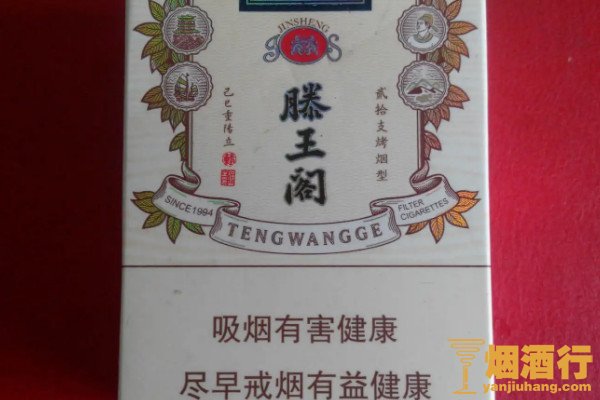 JINSHENG
滕王阁
贰拾支烤烟型
己巳重阳立
SINCE1994
TENGWANGGE
FILTER
CIGARETTES
吸烟有害健康
尽早戒烟有益健康
烟酒行
yanjiuhang.com